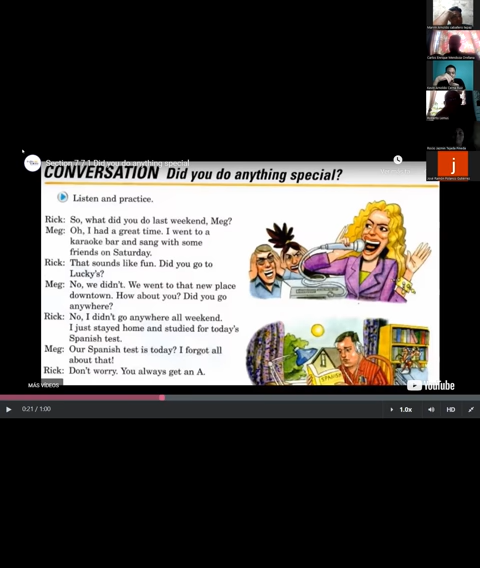 Section 7.7.1 Did you do anything special
CONVERSATION Did you do anything special?
Listen and practice.
Rick: So, what did you do last weekend, Meg?
Meg: Oh, I had a great time. I went to a
karaoke bar and sang with some
friends on Saturday.
Rick: That sounds like fun. Did you go to
Lucky's?
Meg: No, we didn't. We went to that new place
downtown. How about you? Did you go
anywhere?
Rick: No, I didn't go anywhere all weekend.
I just stayed home and studied for today's
Spanish test.
Meg: Our Spanish test is today? I forgot all
about that!
Rick: Don't worry. You always get an A.
SPANISH
MÁS VÍDEOS
YouTube
0:21 / 1:00
1.0x
HD
j